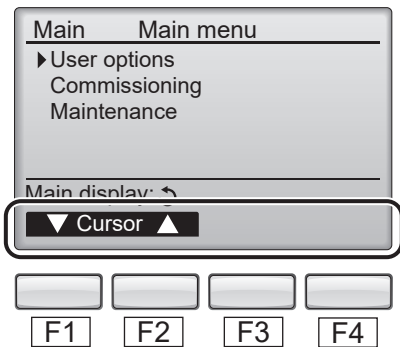 Main Main menu
▶User options
Commissioning
Maintenance
Main display: ↶
▼ Cursor ▲
F1 F2 F3 F4